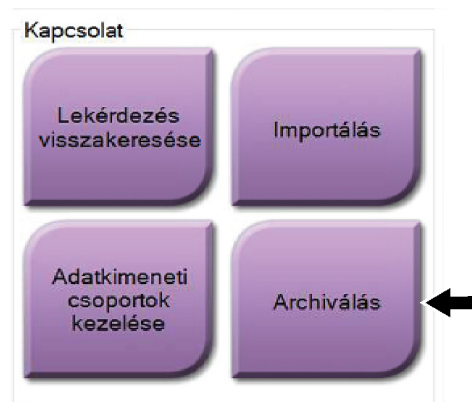 Kapcsolat
Lekérdezés
visszakeresése
Importálás
Adatkimeneti
csoportok
kezelése
Archiválás